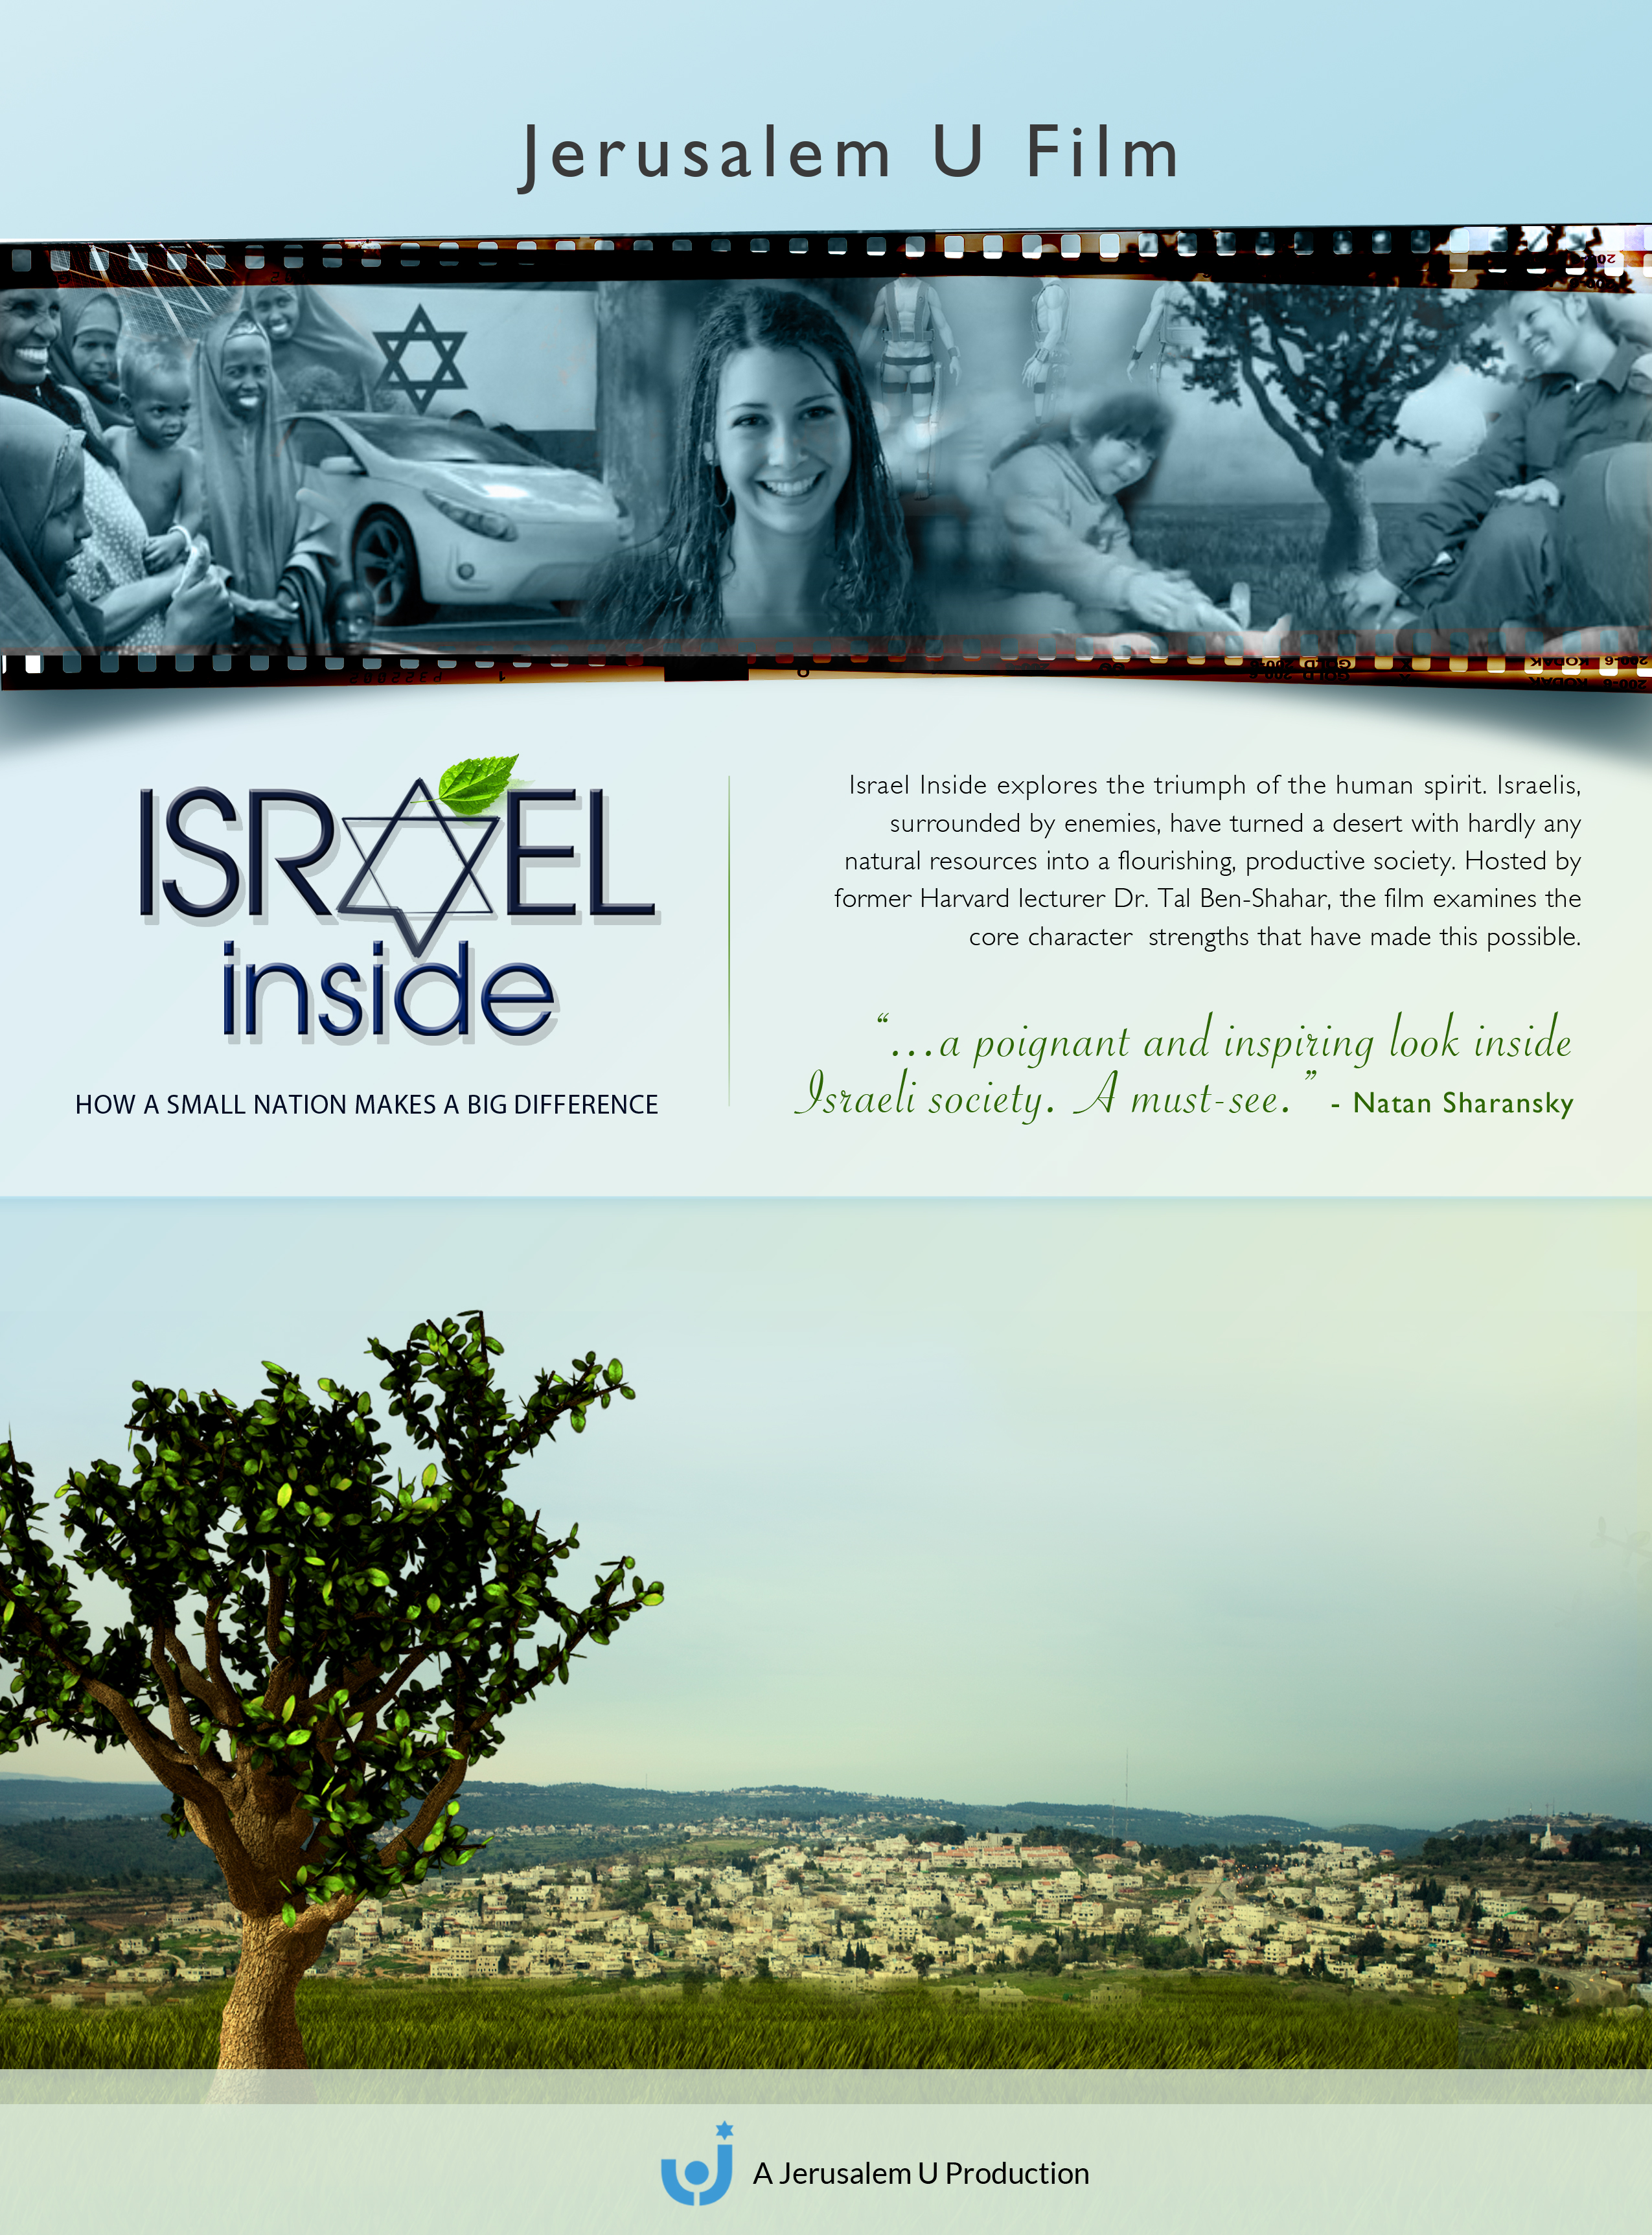 Jerusalem U Film
ISRAEL
inside
HOW A SMALL NATION MAKES A BIG DIFFERENCE
Israel Inside explores the triumph of the human spirit. Israelis,
surrounded by enemies, have turned a desert with hardly any
natural resources into a flourishing, productive society. Hosted by
former Harvard lecturer Dr. Tal Ben-Shahar, the film examines the
core character strengths that have made this possible.
“...a poignant and inspiring look inside
Israeli society. A must-see.” - Natan Sharansky
A Jerusalem U Production